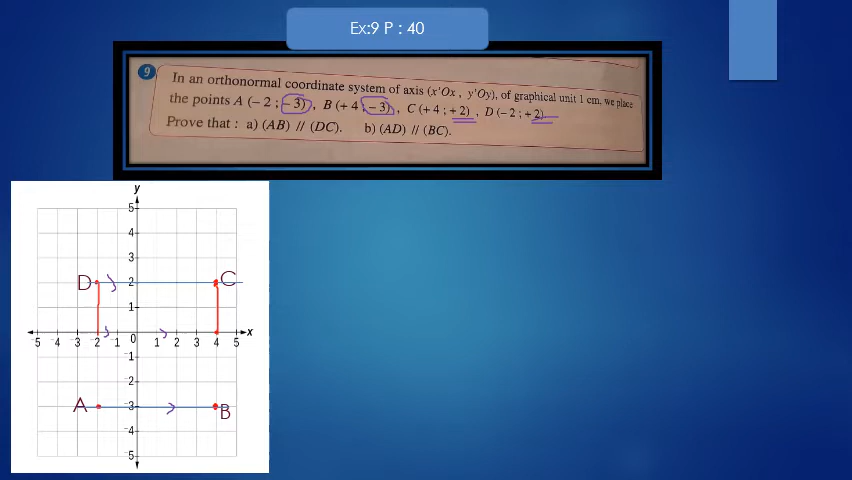 Ex:9 P : 40
9
In an orthonormal coordinate system of axis (x'Ox , y'Oy), of graphical unit 1 cm, we place
the points A (– 2 ; – 3) , B (+ 4 ; – 3) , C (+ 4 ; + 2) , D (– 2 ; + 2)
Prove that : a) (AB) // (DC). b) (AD) // (BC).
y
5
4
3
D 2 C
1
-5 -4 -3 -2 -1 0 1 2 3 4 5 x
-1
-2
A -3 B
-4
-5